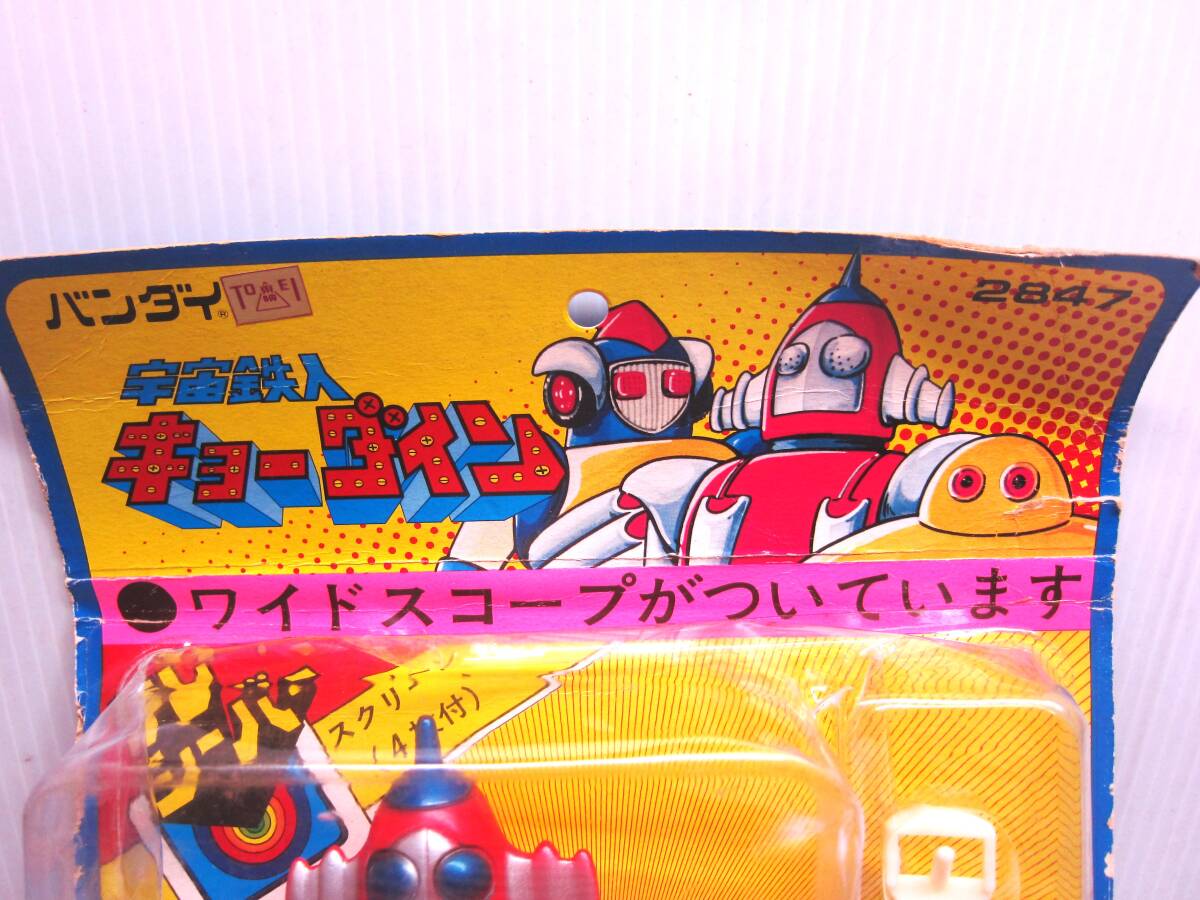 バンダイ® TOEI 東映
2847
宇宙鉄人
キョーダイン
●ワイドスコープがついています
スクリーン
(4枚付)